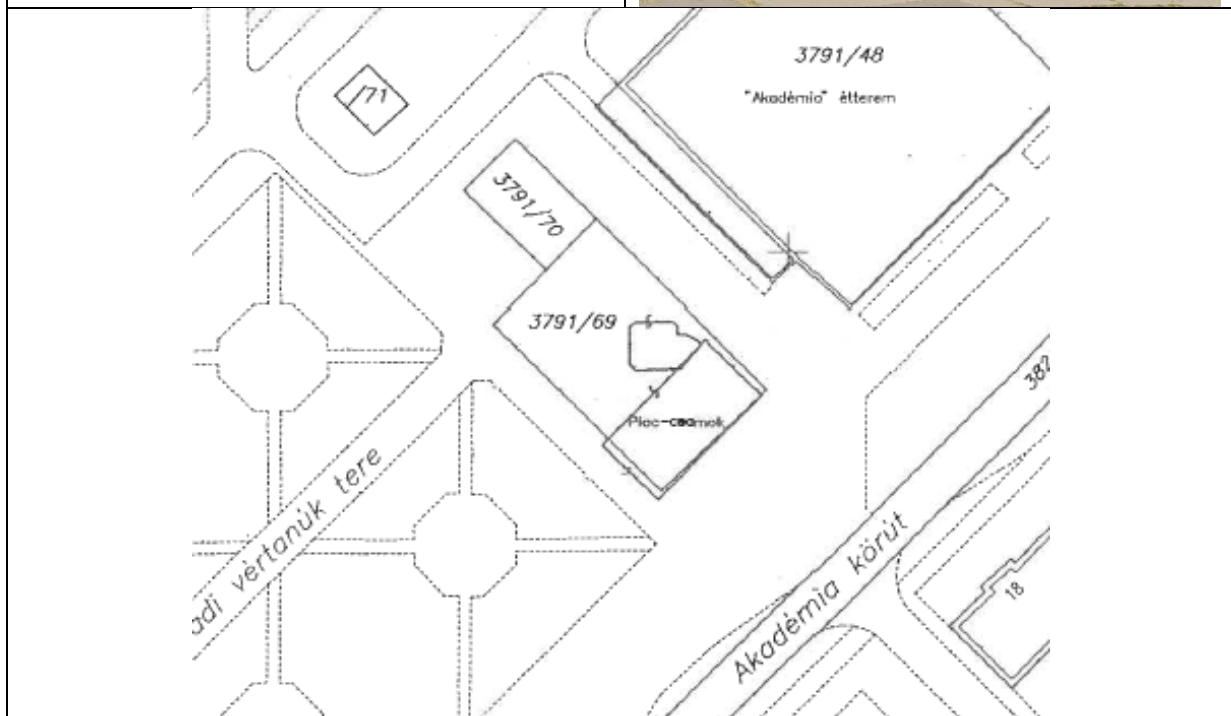 3791/48
"Akadémia" étterem
/71
3791/70
3791/69
Piac-csarnok
382
adi vértanúk tere
Akadémia körút
18